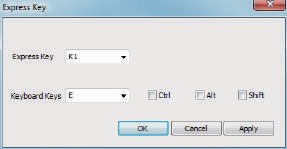 Express Key
Express Key K1
Keyboard Keys E Ctrl Alt Shift
OK Cancel Apply